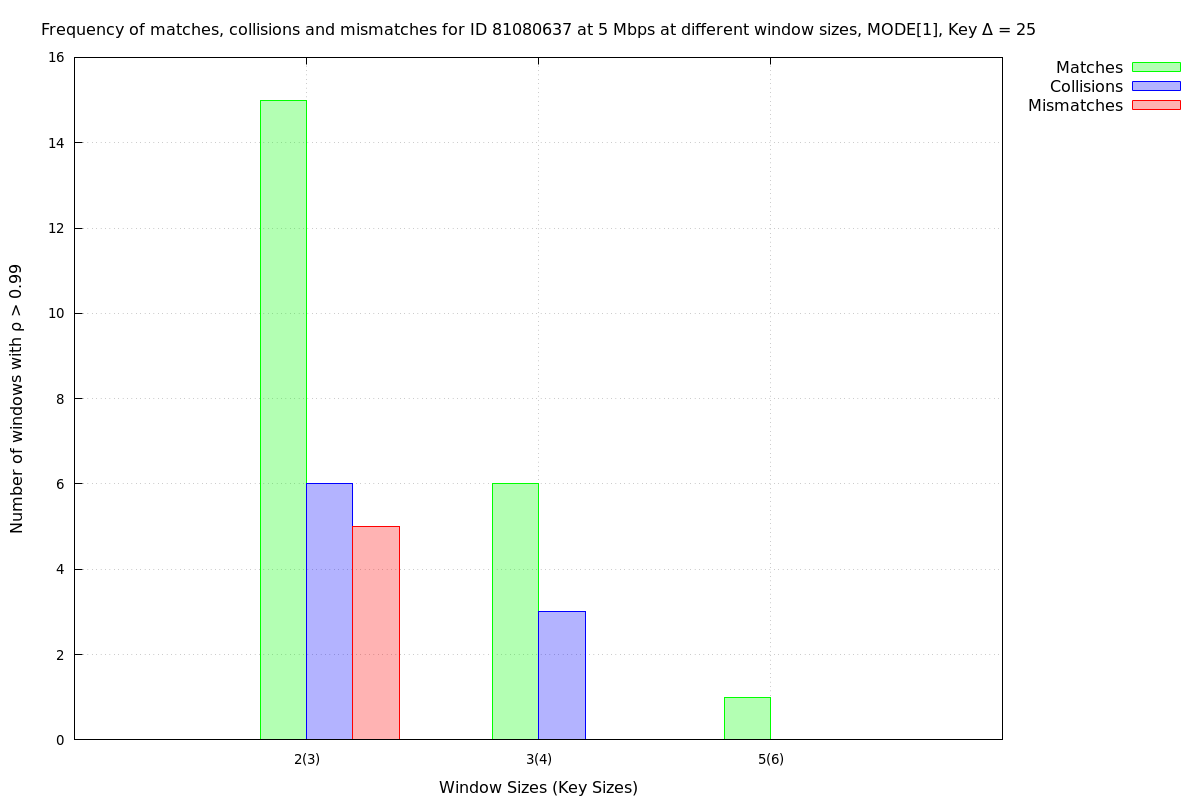 Frequency of matches, collisions and mismatches for ID 81080637 at 5 Mbps at different window sizes, MODE[1], Key Δ = 25
Matches
Collisions
Mismatches
Number of windows with ρ > 0.99
16
14
12
10
8
6
4
2
0
2(3)
3(4)
5(6)
Window Sizes (Key Sizes)